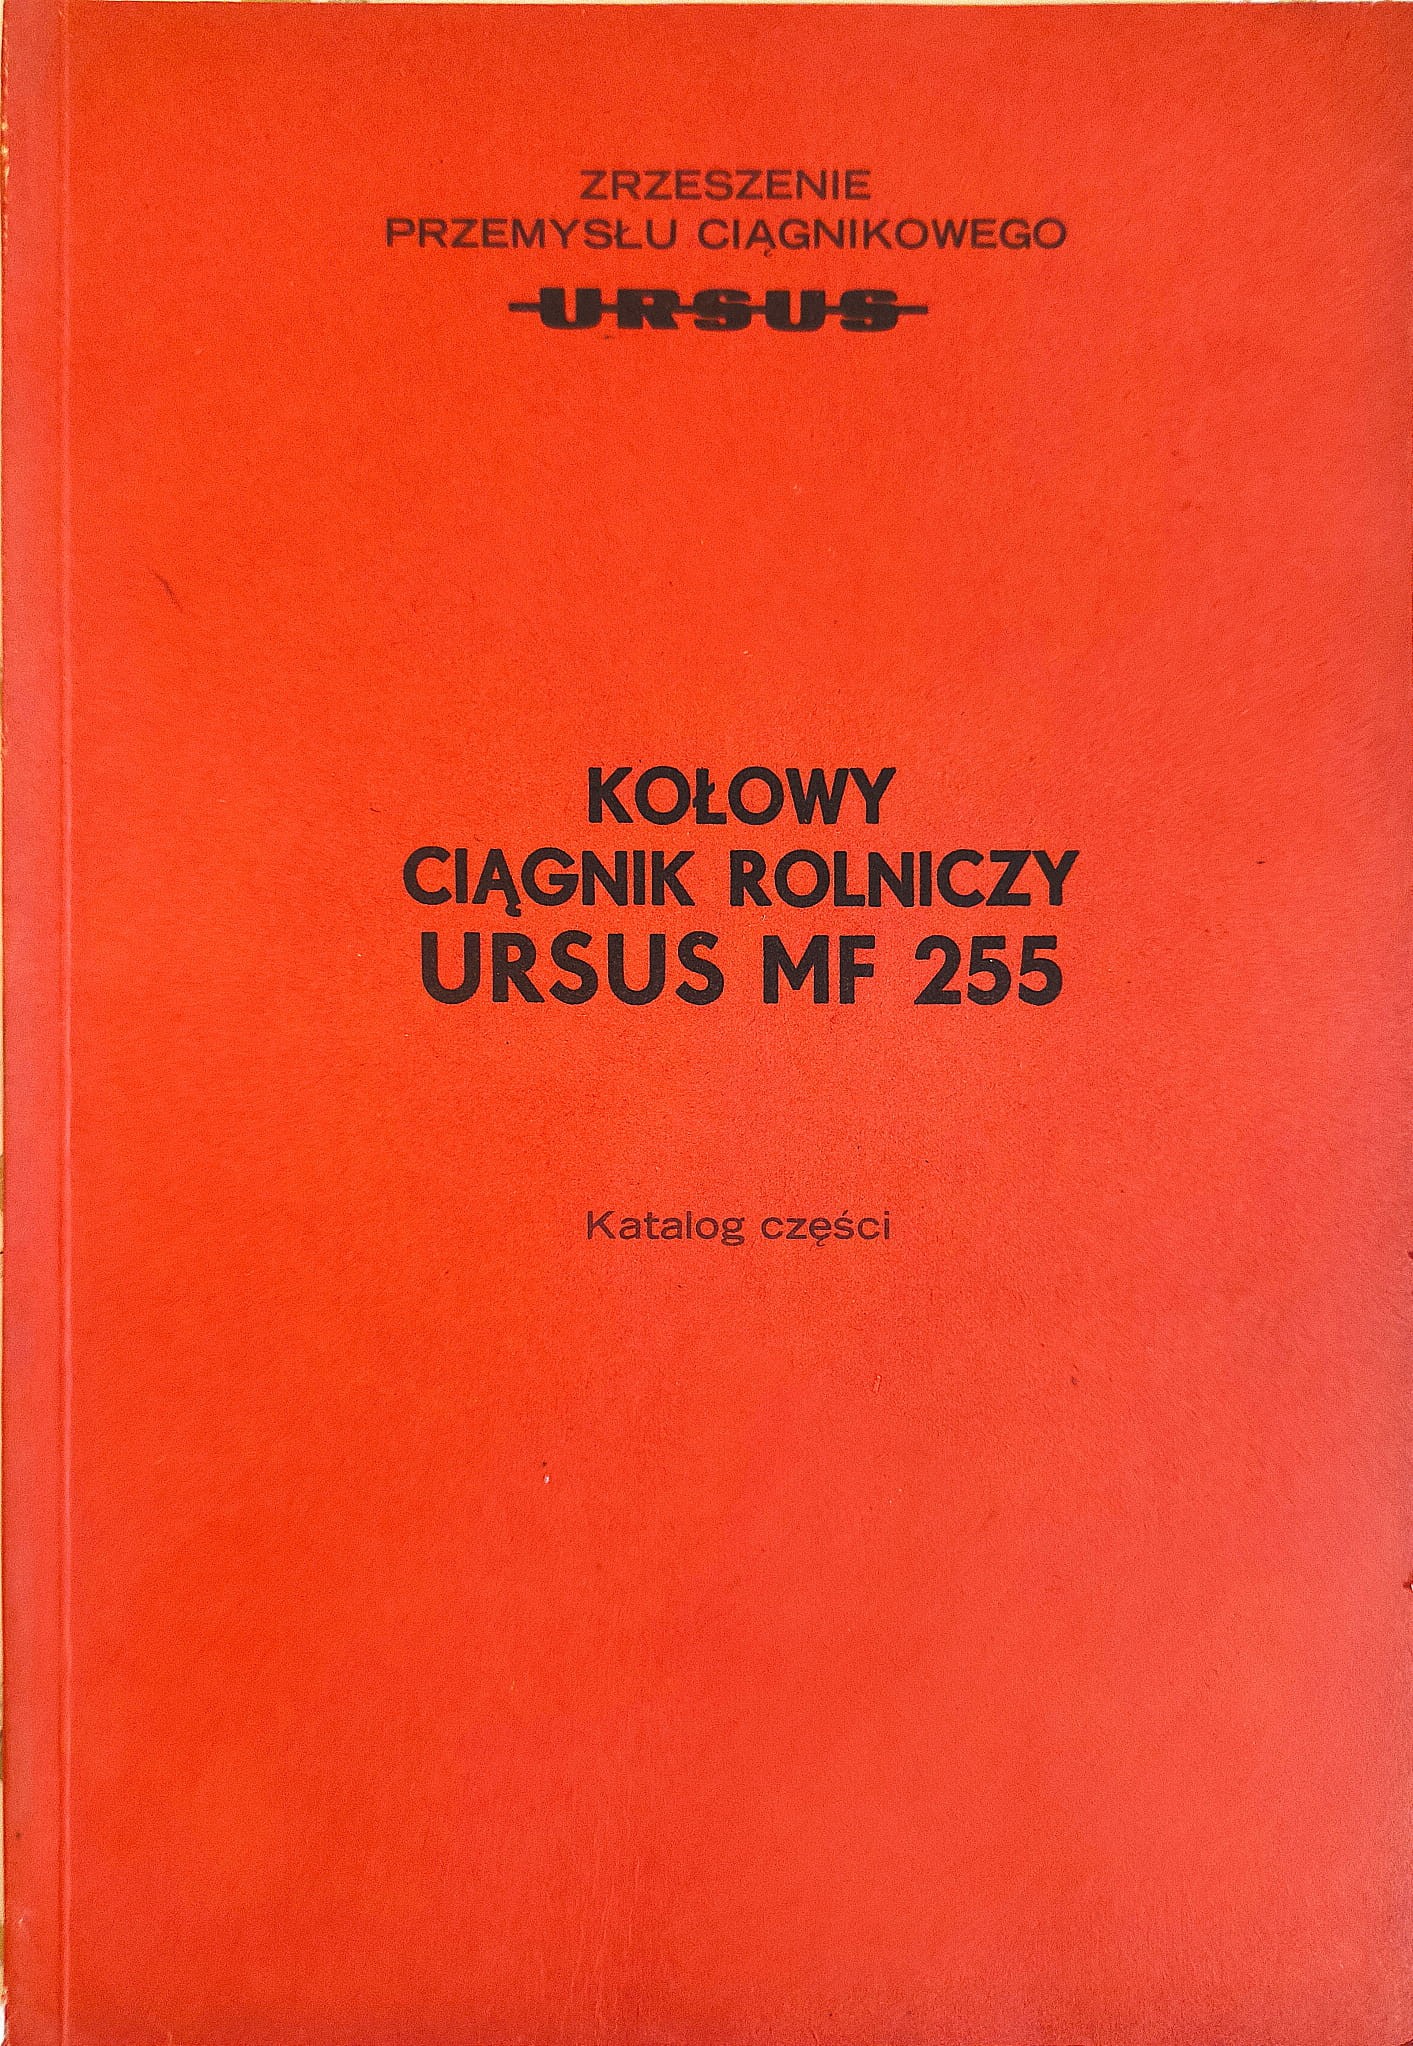 ZRZESZENIE
PRZEMYSŁU CIĄGNIKOWEGO
URSUS
KOŁOWY
CIĄGNIK ROLNICZY
URSUS MF 255
Katalog części